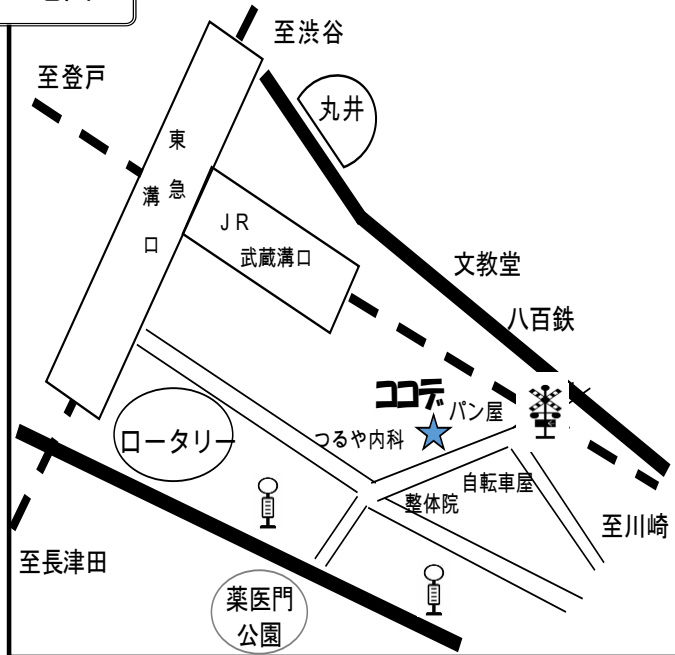 至渋谷
至登戸
丸井
東急
溝口
JR
武蔵溝口
文教堂
八百鉄
ココデ
パン屋
つるや内科
ロータリー
自転車屋
整体院
至川崎
至長津田
薬医門
公園